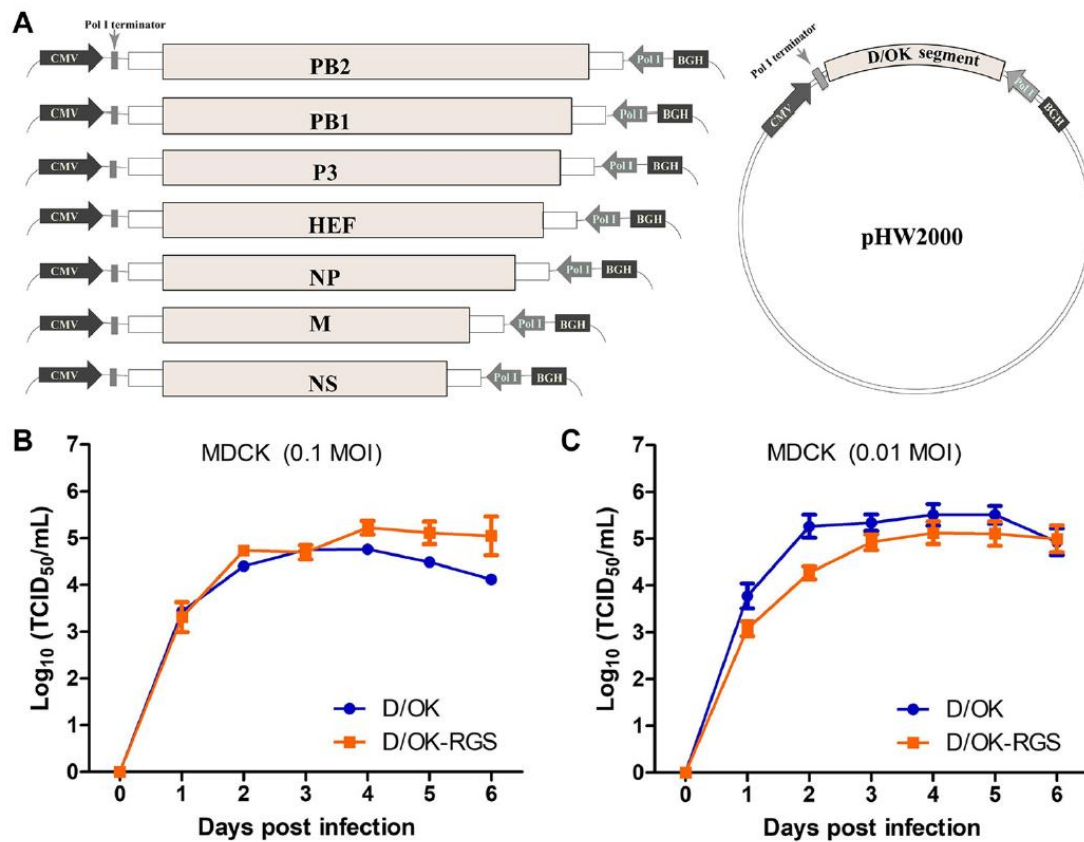 A
Pol I terminator
CMV PB2 Pol I BGH
CMV PB1 Pol I BGH
CMV P3 Pol I BGH
CMV HEF Pol I BGH
CMV NP Pol I BGH
CMV M Pol I BGH
CMV NS Pol I BGH
Pol I terminator
CMV
D/OK segment
Pol I
BGH
pHW2000
B
MDCK (0.1 MOI)
Log10 (TCID50/mL)
7
6
5
4
3
2
1
0
D/OK
D/OK-RGS
0 1 2 3 4 5 6
Days post infection
C
MDCK (0.01 MOI)
Log10 (TCID50/mL)
7
6
5
4
3
2
1
0
D/OK
D/OK-RGS
0 1 2 3 4 5 6
Days post infection